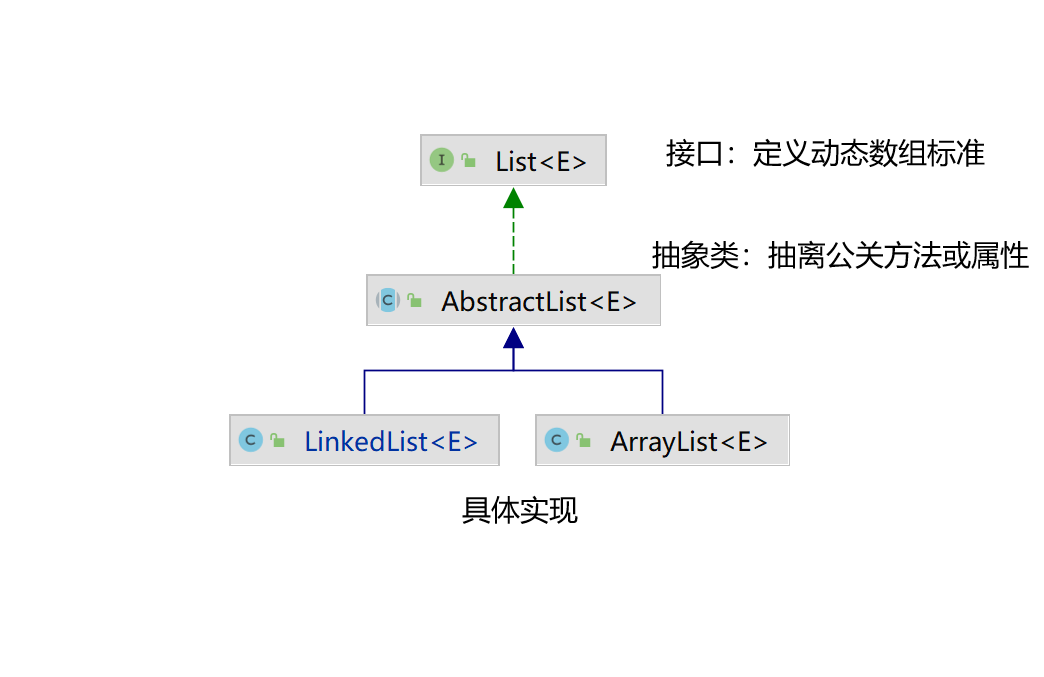 I List<E>
接口：定义动态数组标准
抽象类：抽离公关方法或属性
C AbstractList<E>
C LinkedList<E>
C ArrayList<E>
具体实现